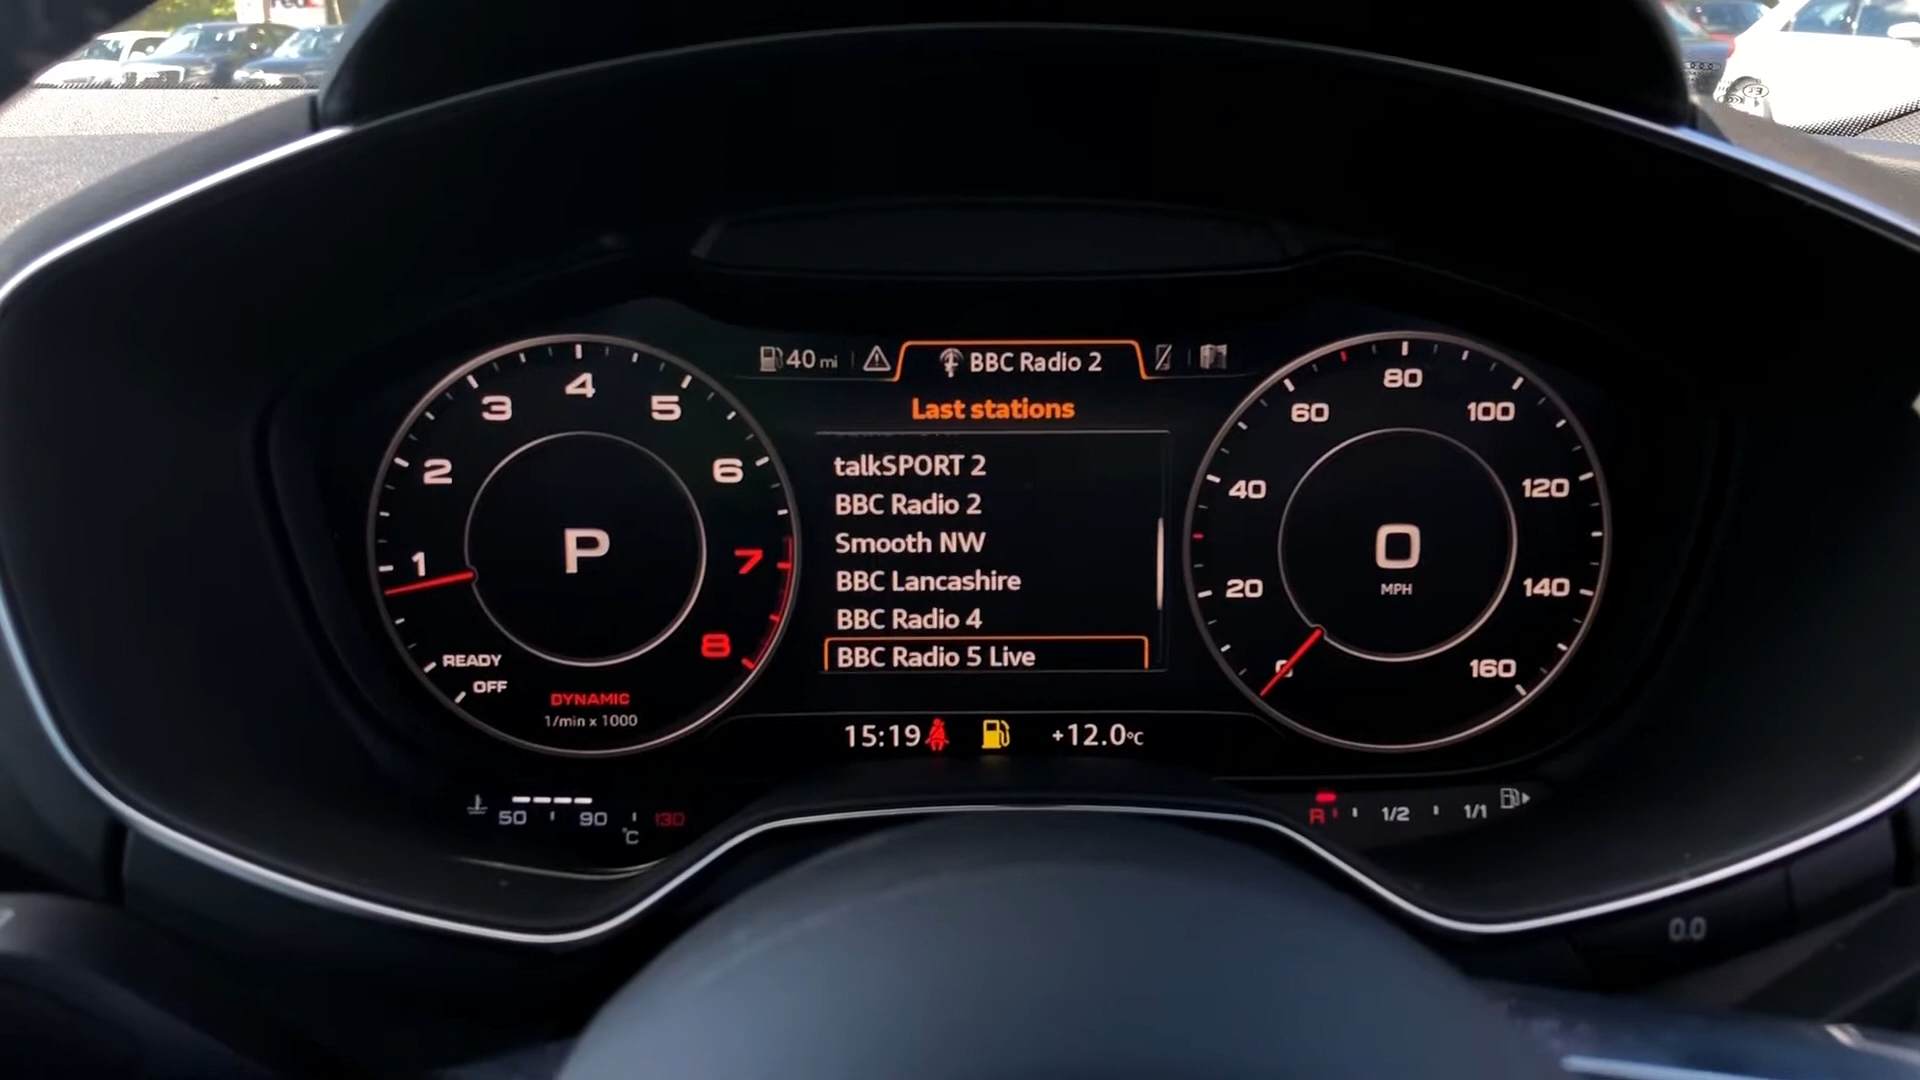 40 mi
BBC Radio 2
Last stations
talkSPORT 2
BBC Radio 2
Smooth NW
BBC Lancashire
BBC Radio 4
BBC Radio 5 Live
15:19
+12.0°C
1
2
3
4
5
6
7
8
P
READY
OFF
DYNAMIC
1/min x 1000
20
40
60
80
100
120
140
160
0
MPH
50
90
130
°C
R
1/2
1/1
0.0